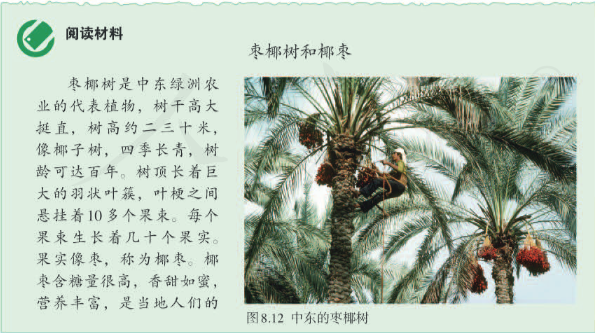 阅读材料
枣椰树和椰枣
枣椰树是中东绿洲农
业的代表植物，树干高大
挺直，树高约二三十米，
像椰子树，四季长青，树
龄可达百年。树顶长着巨
大的羽状叶簇，叶梗之间
悬挂着10多个果束。每个
果束生长着几十个果实。
果实像枣，称为椰枣。椰
枣含糖量很高，香甜如蜜，
营养丰富，是当地人们的
图8.12 中东的枣椰树